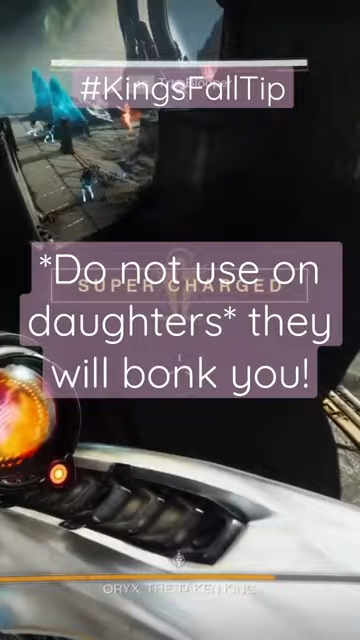 #KingsFallTip
*Do not use on
SUPER CHARGED
daughters* they
will bonk you!
ORYX, THE TAKEN KING